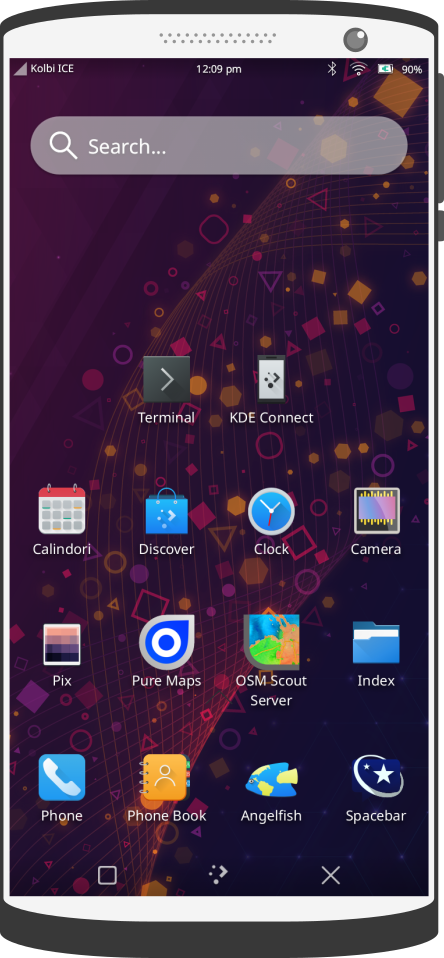 Kolbi ICE
12:09 pm
90%
Search...
Terminal
KDE Connect
Calindori
Discover
Clock
Camera
Pix
Pure Maps
OSM Scout
Server
Index
Phone
Phone Book
Angelfish
Spacebar